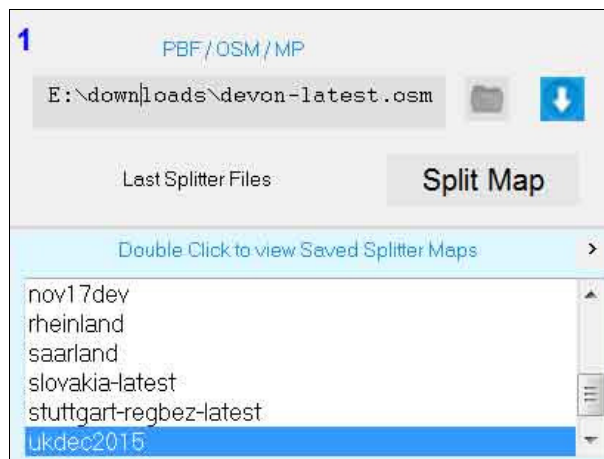 1
PBF/OSM/MP
E:\downloads\devon-latest.osm
Last Splitter Files
Split Map
Double Click to view Saved Splitter Maps >
nov17dev
rheinland
saarland
slovakia-latest
stuttgart-regbez-latest
ukdec2015